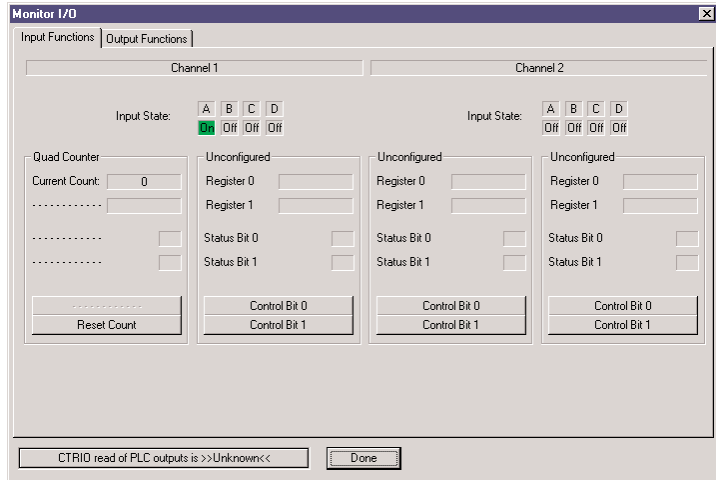 Monitor I/O
Input Functions Output Functions
Channel 1 Channel 2
Input State: A B C D Input State: A B C D
On Off Off Off Off Off Off Off
Quad Counter Unconfigured Unconfigured Unconfigured
Current Count: 0 Register 0 Register 0 Register 0
- - - - - - - - - - - - Register 1 Register 1 Register 1
- - - - - - - - - - - - Status Bit 0 Status Bit 0 Status Bit 0
- - - - - - - - - - - - Status Bit 1 Status Bit 1 Status Bit 1
- - - - - - - - - - - - Control Bit 0 Control Bit 0 Control Bit 0
Reset Count Control Bit 1 Control Bit 1 Control Bit 1
CTRIO read of PLC outputs is >>Unknown<< Done